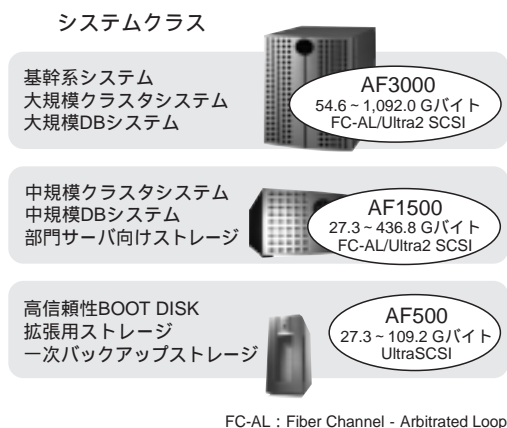 システムクラス
基幹系システム
大規模クラスタシステム
大規模DBシステム
AF3000
54.6~1,092.0 Gバイト
FC-AL/Ultra2 SCSI
中規模クラスタシステム
中規模DBシステム
部門サーバ向けストレージ
AF1500
27.3~436.8 Gバイト
FC-AL/Ultra2 SCSI
高信頼性BOOT DISK
拡張用ストレージ
一次バックアップストレージ
AF500
27.3~109.2 Gバイト
UltraSCSI
FC-AL:Fiber Channel - Arbitrated Loop